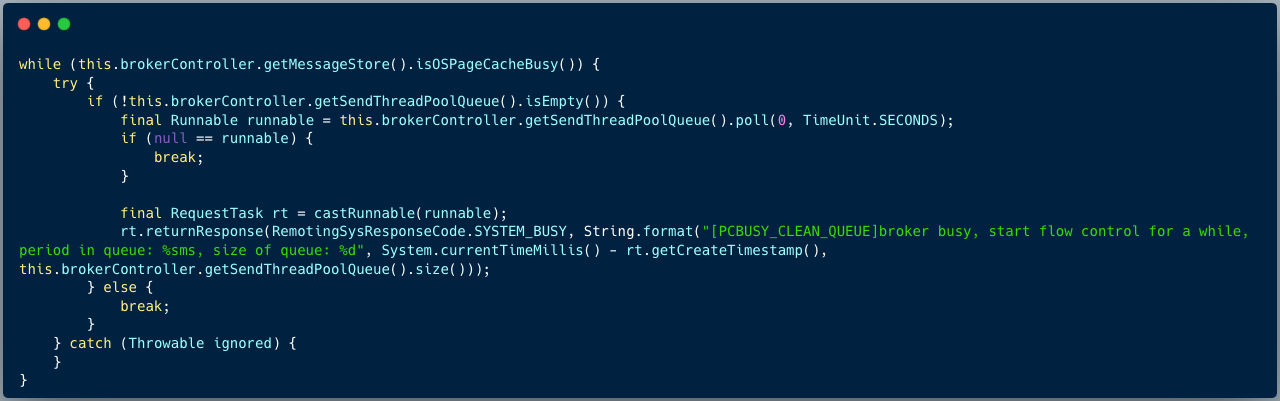 while (this.brokerController.getMessageStore().isOSPageCacheBusy()) {
    try {
        if (!this.brokerController.getSendThreadPoolQueue().isEmpty()) {
            final Runnable runnable = this.brokerController.getSendThreadPoolQueue().poll(0, TimeUnit.SECONDS);
            if (null == runnable) {
                break;
            }

            final RequestTask rt = castRunnable(runnable);
            rt.returnResponse(RemotingSysResponseCode.SYSTEM_BUSY, String.format("[PCBUSY_CLEAN_QUEUE]broker busy, start flow control for a while,
period in queue: %sms, size of queue: %d", System.currentTimeMillis() - rt.getCreateTimestamp(),
this.brokerController.getSendThreadPoolQueue().size()));
        } else {
            break;
        }
    } catch (Throwable ignored) {
    }
}